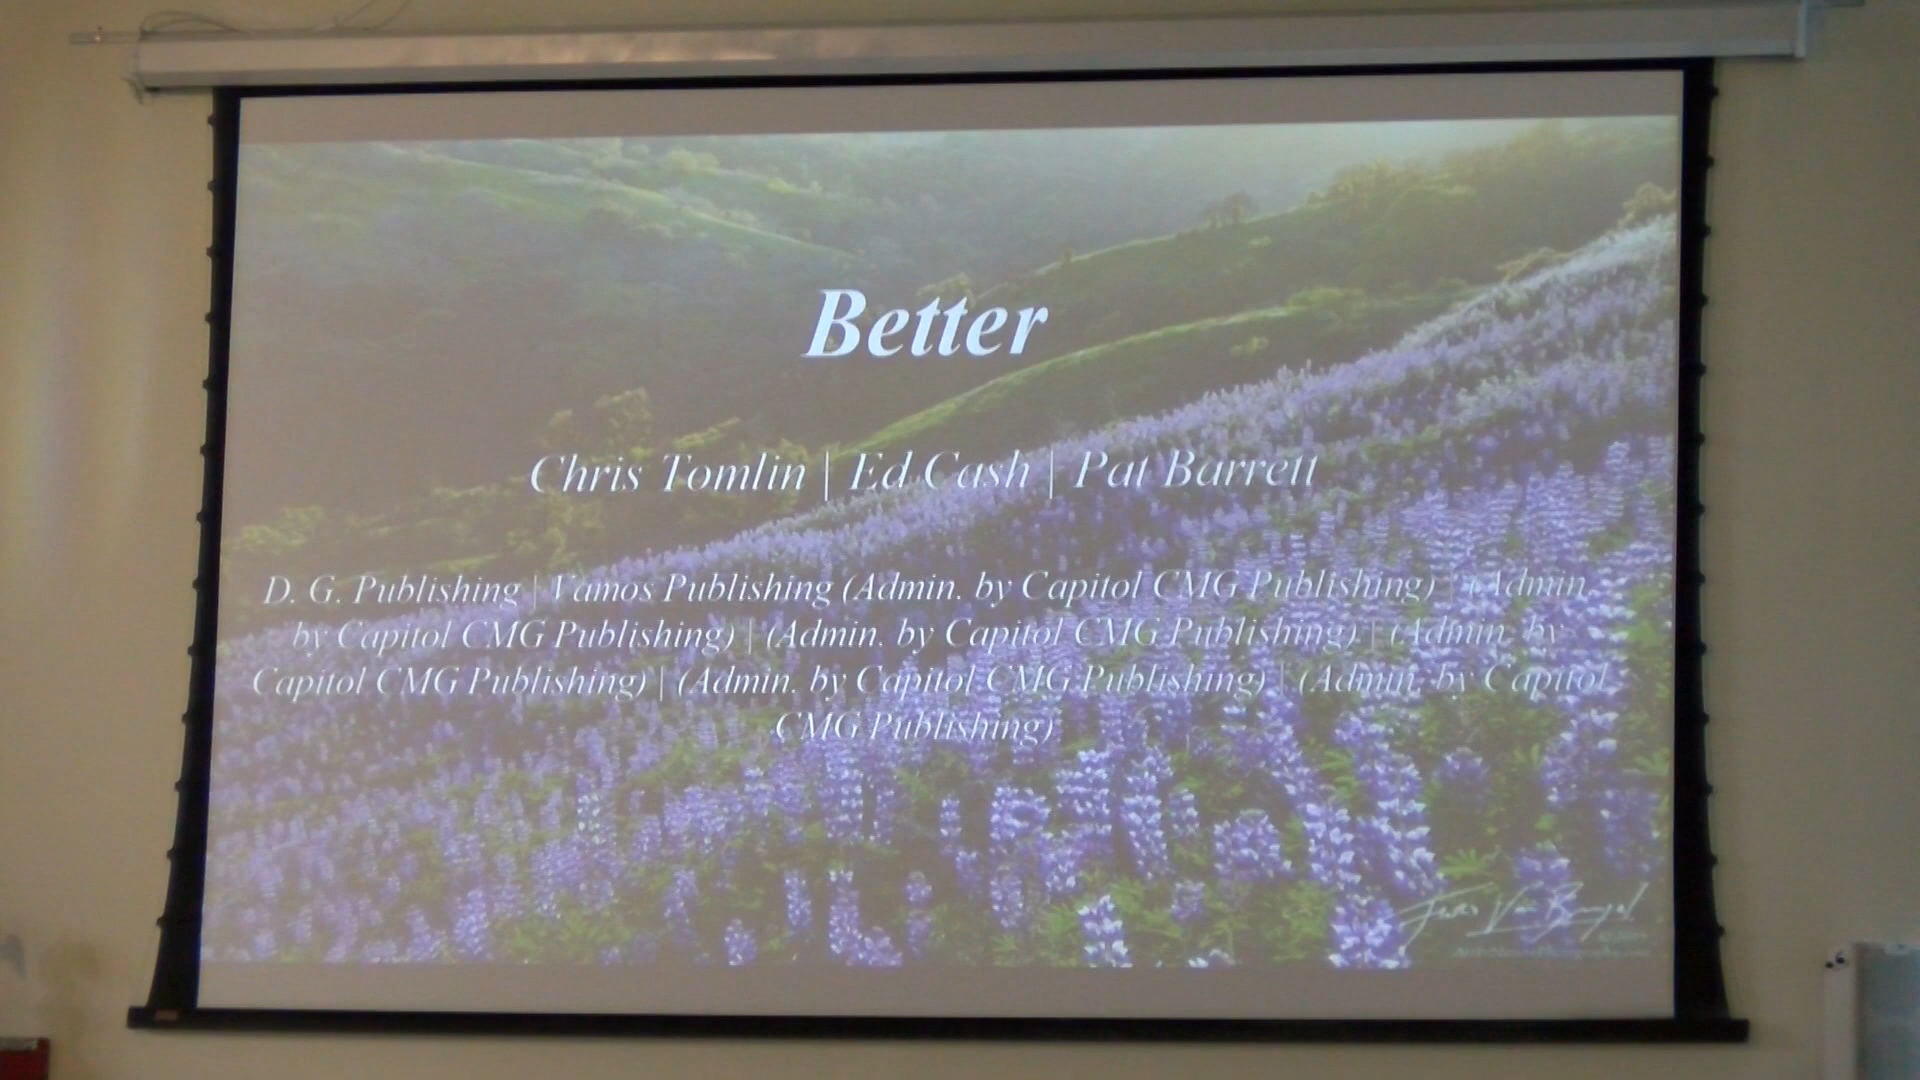 Better
Chris Tomlin | Ed Cash | Pat Barrett
D. G. Publishing | Vamos Publishing (Admin. by Capitol CMG Publishing) | (Admin.
by Capitol CMG Publishing) | (Admin. by Capitol CMG Publishing) | (Admin. by
Capitol CMG Publishing) | (Admin. by Capitol CMG Publishing) | (Admin. by Capitol
CMG Publishing)